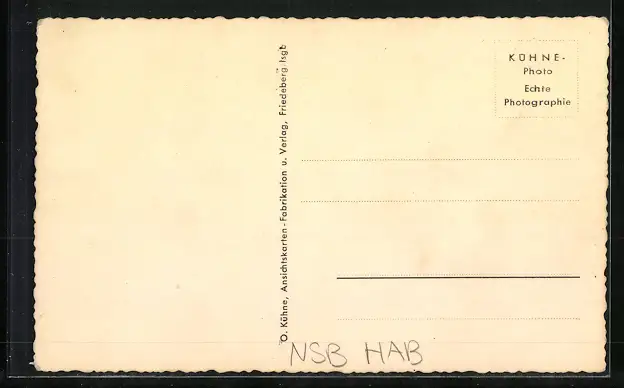 KÜHNE-
Photo
Echte
Photographie
O. Kühne, Ansichtskarten-Fabrikation u. Verlag, Friedeberg Isgb
NSB HAB